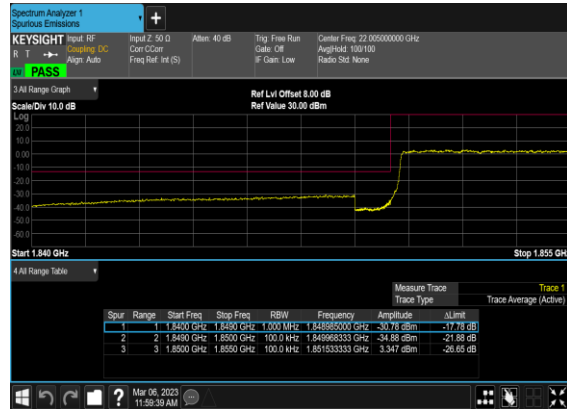 Spectrum Analyzer 1
Spurious Emissions
+
KEYSIGHT Input: RF Input Z: 50 Ω Atten: 40 dB Trig: Free Run Center Freq: 22.005000000 GHz
R T Coupling: DC Corr CCorr Gate: Off Avg|Hold: 100/100
Align: Auto Freq Ref: Int (S) IF Gain: Low Radio Std: None
PASS
3 All Range Graph
Ref Lvl Offset 8.00 dB
Scale/Div 10.0 dB Ref Value 30.00 dBm
Log
20.0
10.0
0.00
-10.0
-20.0
-30.0
-40.0
-50.0
-60.0
Start 1.840 GHz Stop 1.855 GH
4 All Range Table
Measure Trace Trace 1
Trace Type Trace Average (Active)
Spur Range Start Freq Stop Freq RBW Frequency Amplitude ΔLimit
1 1 1.8400 GHz 1.8490 GHz 1.000 MHz 1.848985000 GHz -30.78 dBm -17.78 dB
2 2 1.8490 GHz 1.8500 GHz 100.0 kHz 1.849968333 GHz -34.88 dBm -21.88 dB
3 3 1.8500 GHz 1.8550 GHz 100.0 kHz 1.851533333 GHz 3.347 dBm -26.65 dB
? Mar 06, 2023
11:59:39 AM